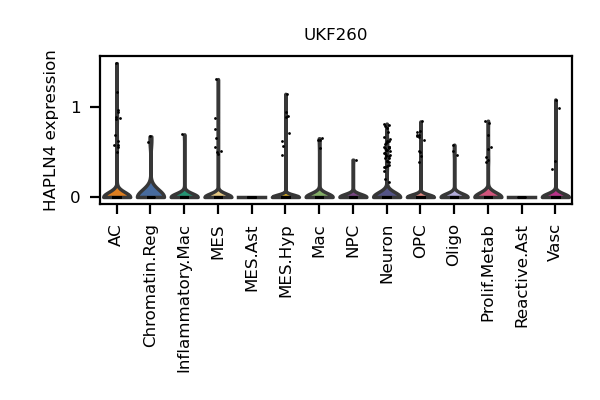 UKF260
HAPLN4 expression
1
0
AC
Chromatin.Reg
Inflammatory.Mac
MES
MES.Ast
MES.Hyp
Mac
NPC
Neuron
OPC
Oligo
Prolif.Metab
Reactive.Ast
Vasc